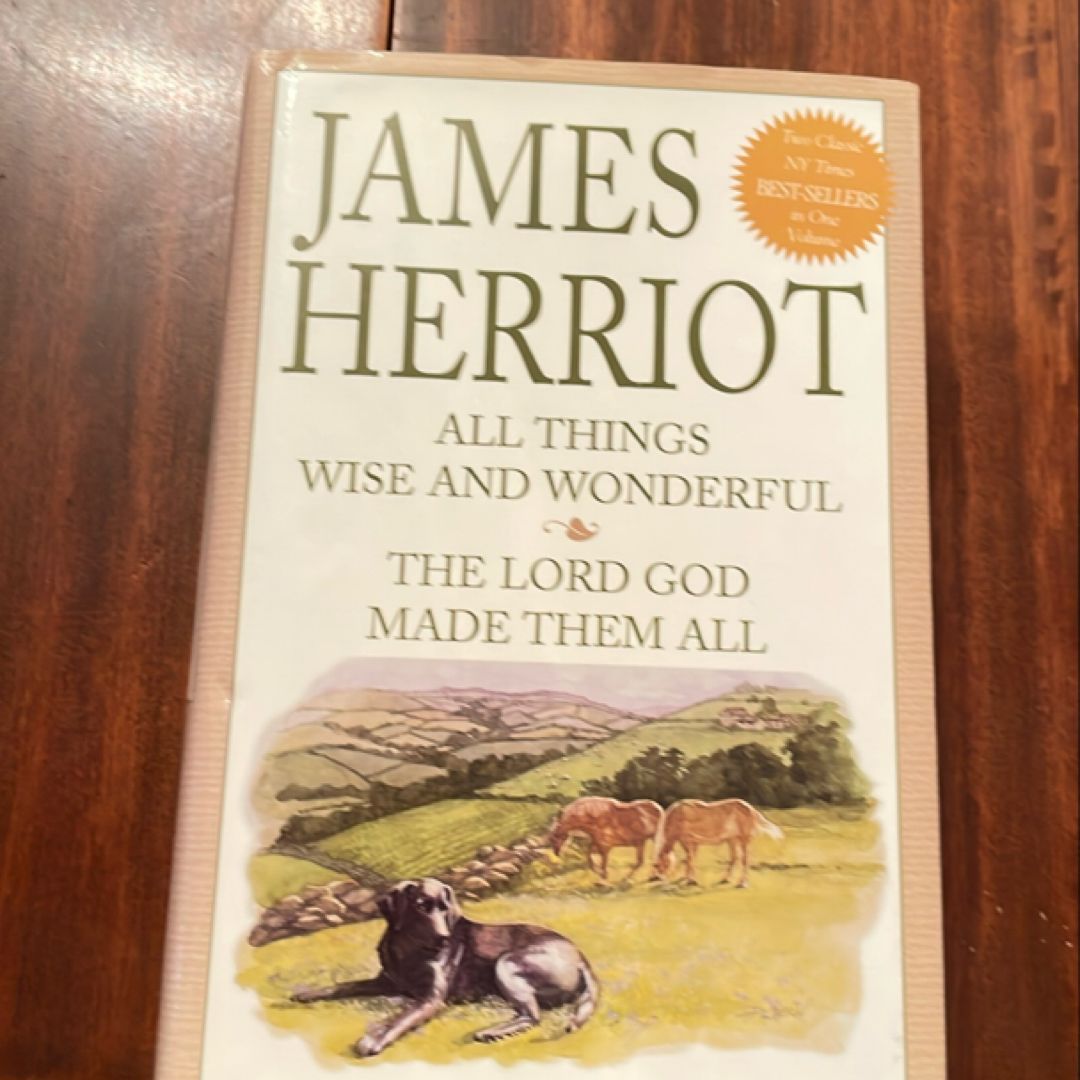 JAMES
HERRIOT
Two Classic
NY Times
BEST-SELLERS
in One
Volume
ALL THINGS
WISE AND WONDERFUL
THE LORD GOD
MADE THEM ALL